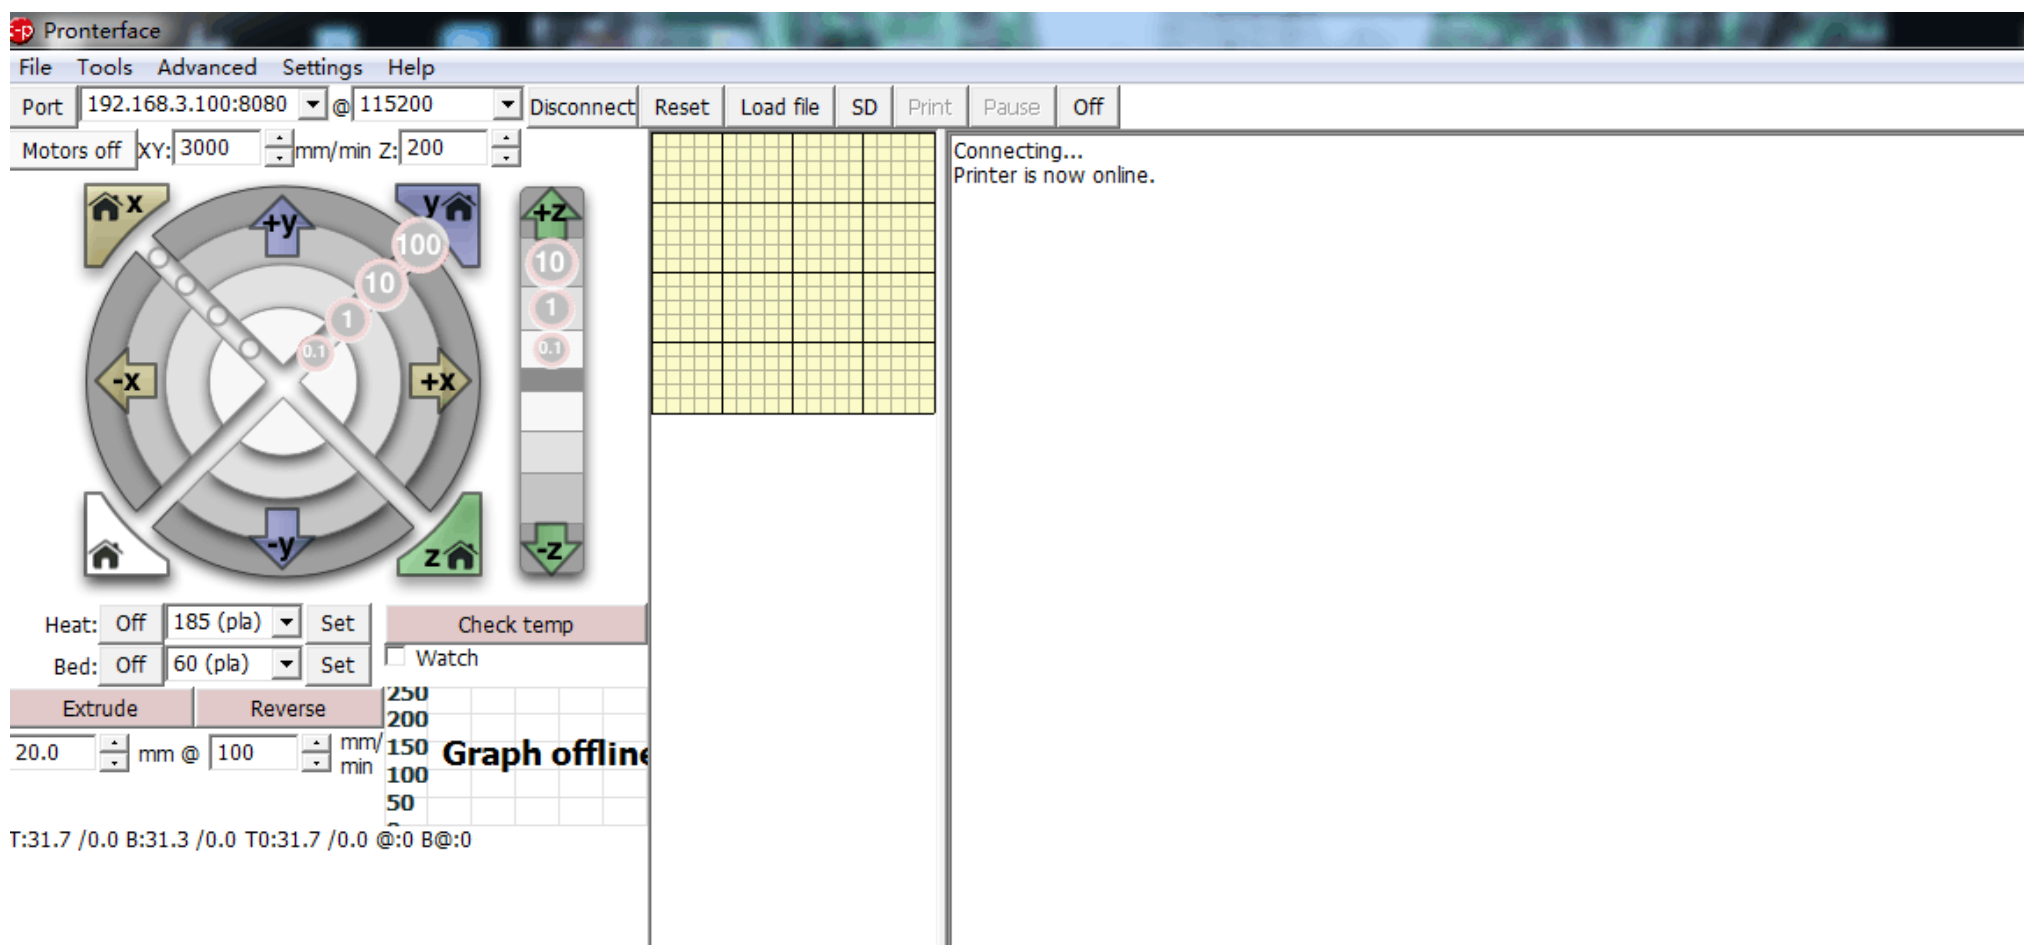 Pronterface
File Tools Advanced Settings Help
Port 192.168.3.100:8080 @ 115200 Disconnect Reset Load file SD Print Pause Off
Motors off XY: 3000 mm/min Z: 200
Connecting...
Printer is now online.
x y +z
+y
100 10
10 1
1 0.1
0.1
-x +x
-y z -z
Heat: Off 185 (pla) Set Check temp
Bed: Off 60 (pla) Set Watch
Extrude Reverse
20.0 mm @ 100 mm/
min
250
200
150 Graph offline
100
50
T:31.7 /0.0 B:31.3 /0.0 T0:31.7 /0.0 @:0 B@:0